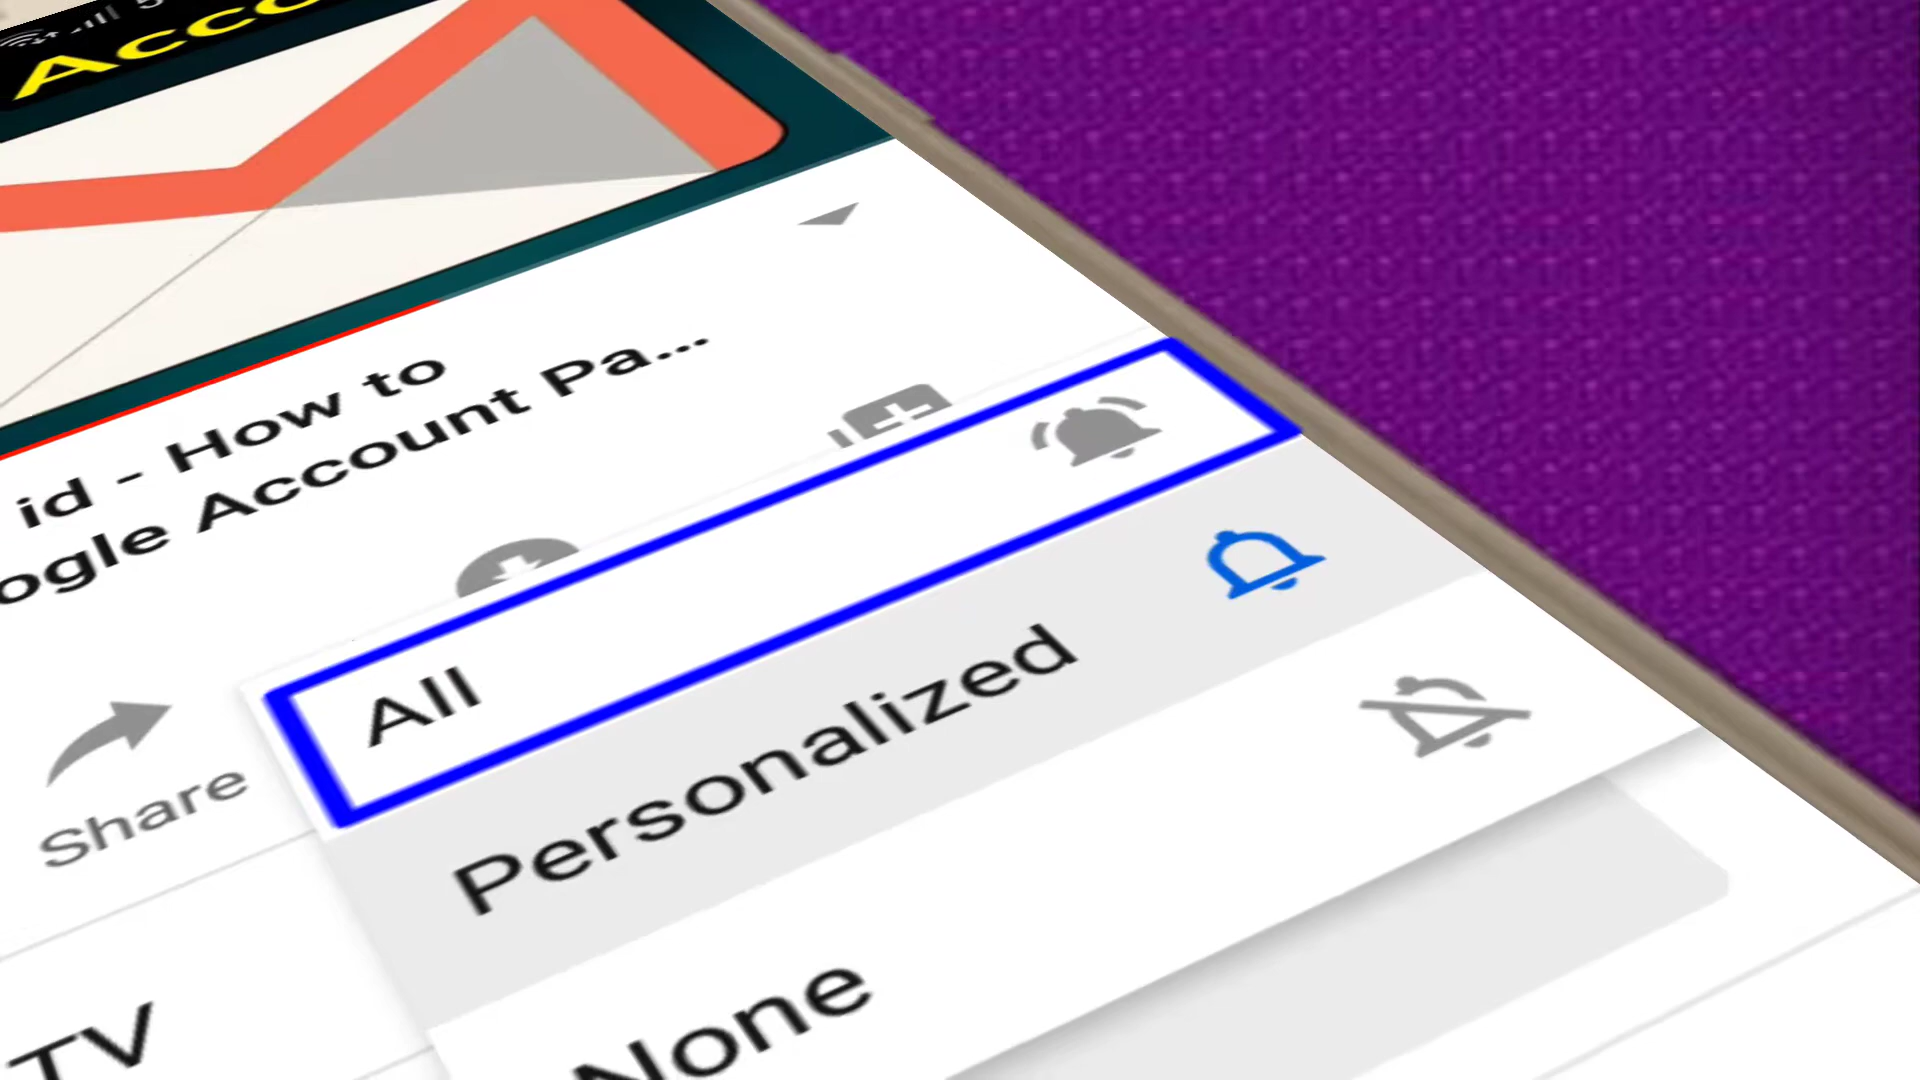 Acc
id - How to
ogle Account Pa...
All
Share
Personalized
None
TV